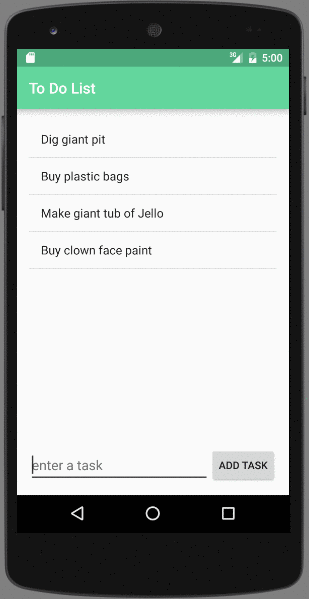 3G 5:00
To Do List
Dig giant pit
Buy plastic bags
Make giant tub of Jello
Buy clown face paint
enter a task
ADD TASK